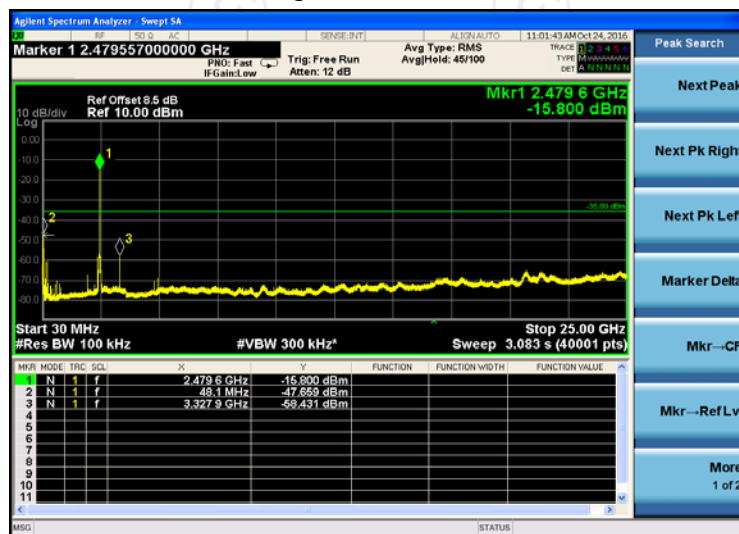 Agilent Spectrum Analyzer - Swept SA
LXI RF 50 Ω AC SENSE:INT ALIGN AUTO 11:01:43 AM Oct 24, 2016
Marker 1 2.479557000000 GHz
PNO: Fast
IFGain:Low
Trig: Free Run
Atten: 12 dB
Avg Type: RMS
Avg|Hold: 45/100
TRACE 1 2 3 4 5 6
TYPE M
DET A N N N N N
Peak Search
Next Peak
Next Pk Righ
Next Pk Lef
Marker Delta
Mkr→CF
Mkr→Ref Lv
More
1 of 2
Mkr1 2.479 6 GHz
-15.800 dBm
Ref Offset 8.5 dB
10 dB/div Ref 10.00 dBm
Log
0.00
-10.0
-20.0
-30.0
-40.0
-50.0
-60.0
-70.0
-80.0
1
2
3
-35.80 dBm
Start 30 MHz Stop 25.00 GHz
#Res BW 100 kHz #VBW 300 kHz* Sweep 3.083 s (40001 pts)
MKR MODE TRC SCL X Y FUNCTION FUNCTION WIDTH FUNCTION VALUE
1 N 1 f 2.479 6 GHz -15.800 dBm
2 N 1 f 48.1 MHz -47.659 dBm
3 N 1 f 3.327 9 GHz -58.431 dBm
4
5
6
7
8
9
10
11
MSG STATUS